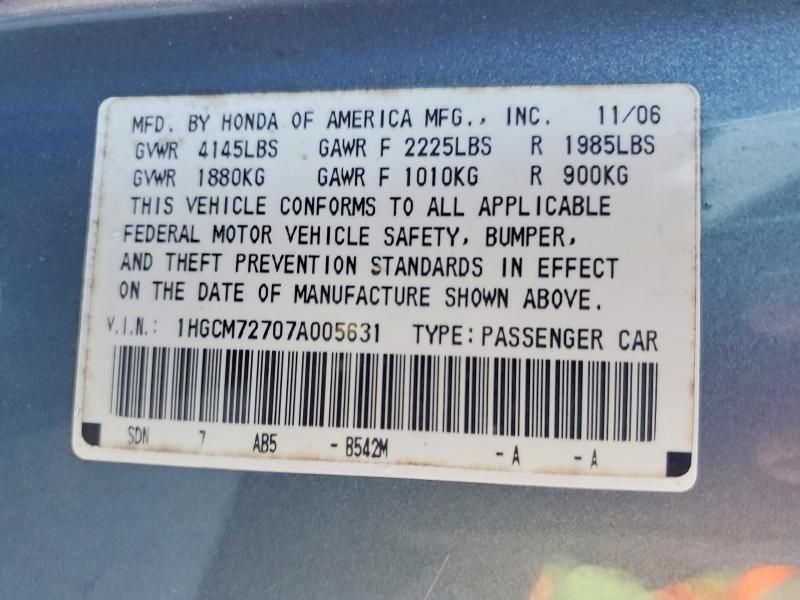 MFD. BY HONDA OF AMERICA MFG., INC. 11/06
GVWR 4145LBS GAWR F 2225LBS R 1985LBS
GVWR 1880KG GAWR F 1010KG R 900KG
THIS VEHICLE CONFORMS TO ALL APPLICABLE
FEDERAL MOTOR VEHICLE SAFETY, BUMPER,
AND THEFT PREVENTION STANDARDS IN EFFECT
ON THE DATE OF MANUFACTURE SHOWN ABOVE.
V.I.N.: 1HGCM72707A005631 TYPE: PASSENGER CAR
SDN 7 AB5 -B542M -A -A